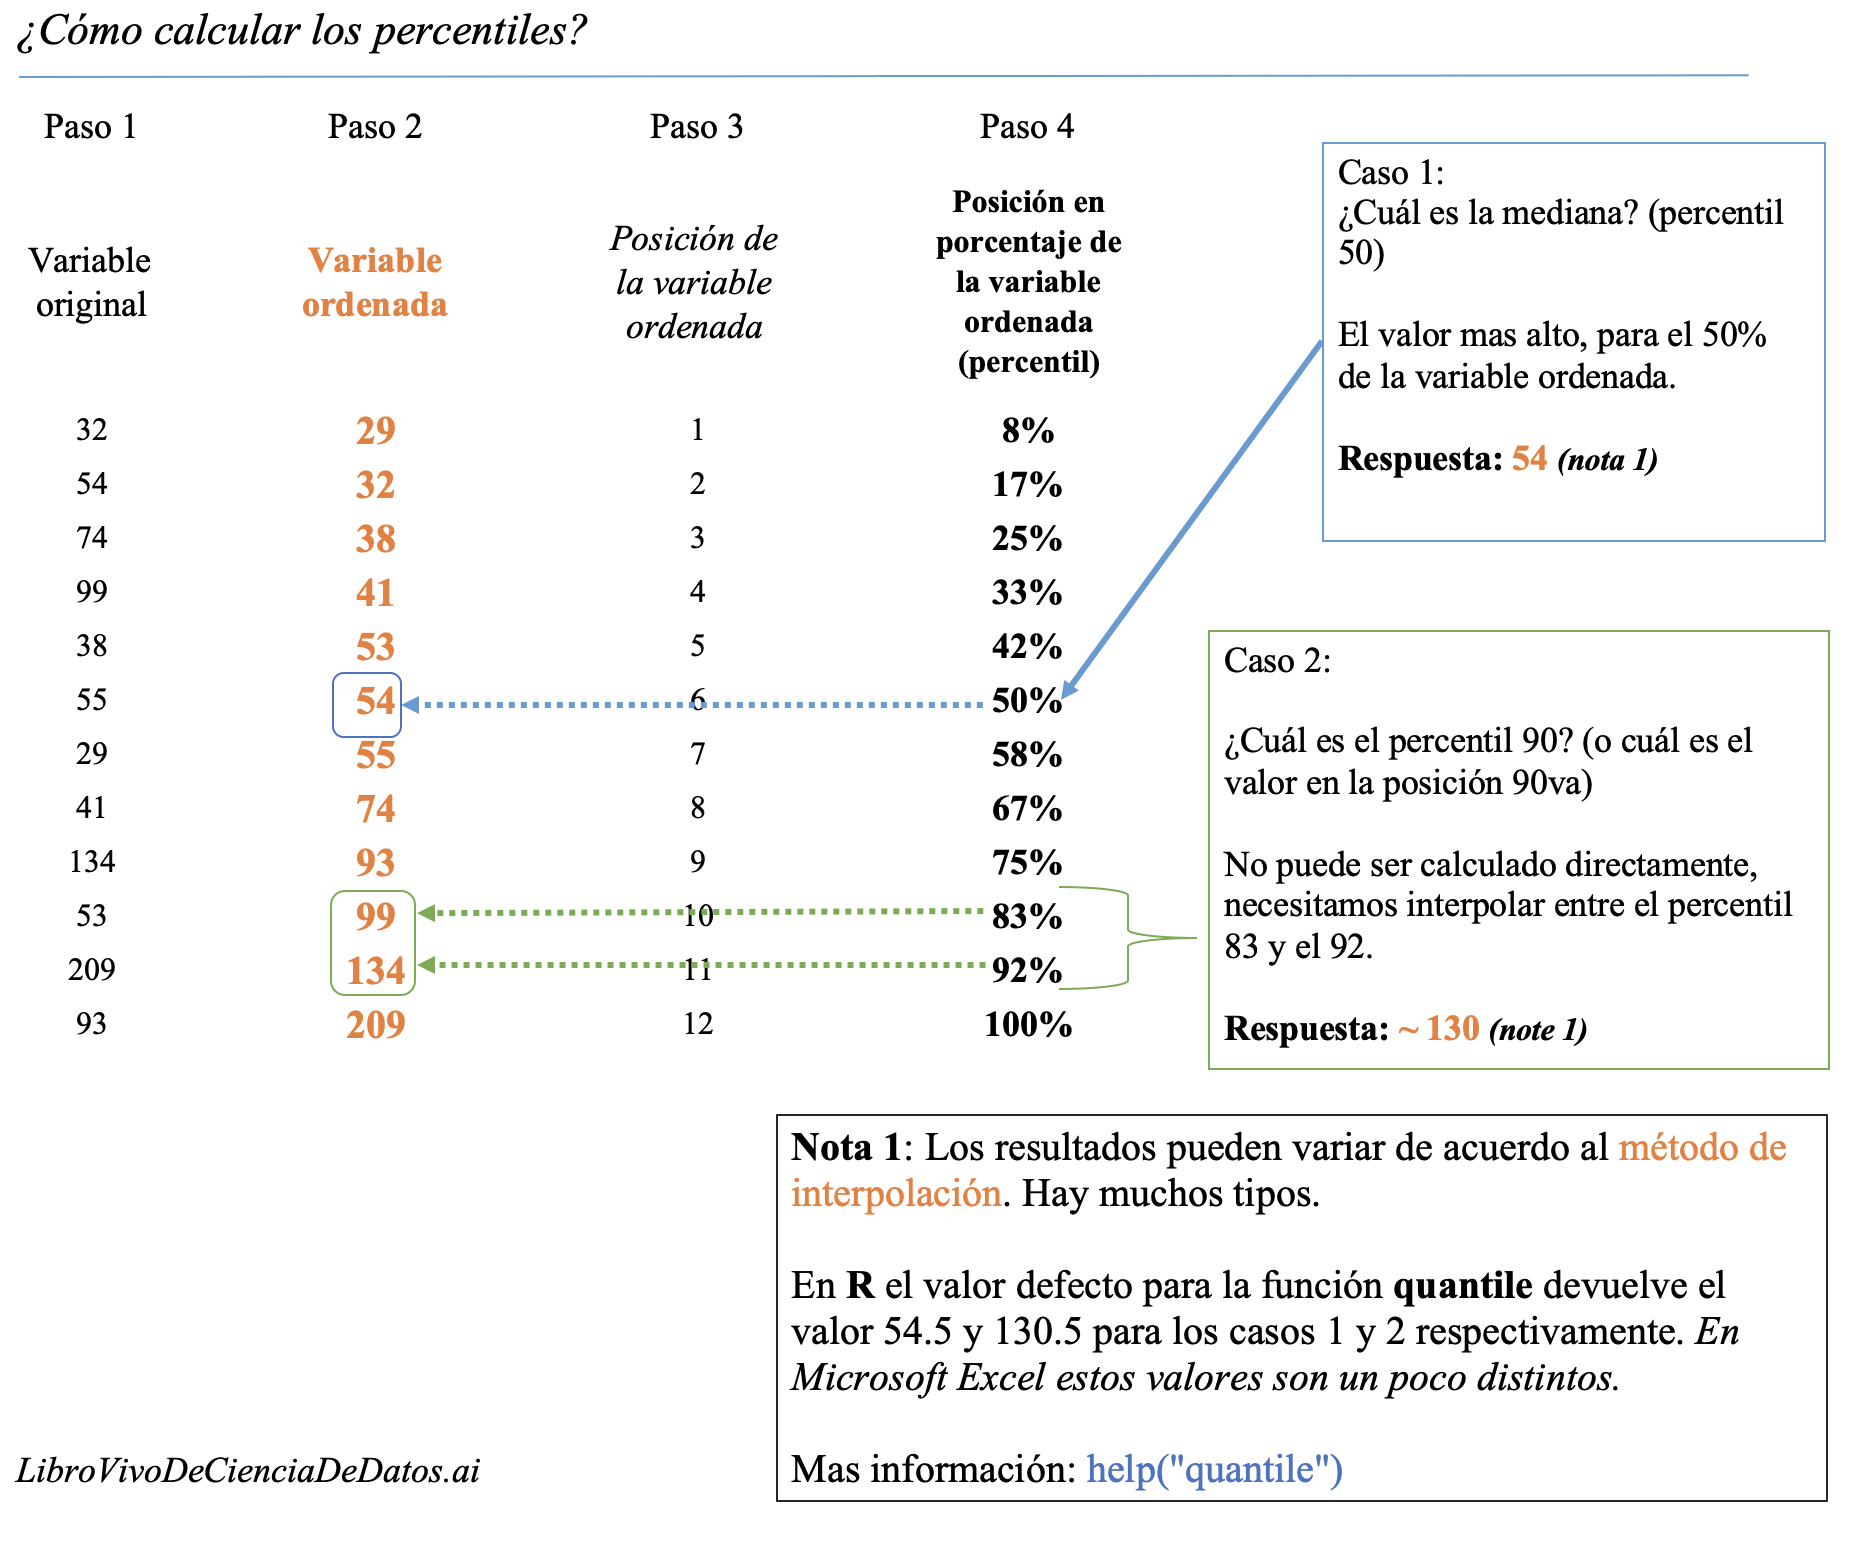 ¿Cómo calcular los percentiles?
Paso 1 Paso 2 Paso 3 Paso 4
Variable
original
Variable
ordenada
Posición de
la variable
ordenada
Posición en
porcentaje de
la variable
ordenada
(percentil)
32 29 1 8%
54 32 2 17%
74 38 3 25%
99 41 4 33%
38 53 5 42%
55 54 6 50%
29 55 7 58%
41 74 8 67%
134 93 9 75%
53 99 10 83%
209 134 11 92%
93 209 12 100%
Caso 1:
¿Cuál es la mediana? (percentil
50)
El valor mas alto, para el 50%
de la variable ordenada.
Respuesta: 54 (nota 1)
Caso 2:
¿Cuál es el percentil 90? (o cuál es el
valor en la posición 90va)
No puede ser calculado directamente,
necesitamos interpolar entre el percentil
83 y el 92.
Respuesta: ~ 130 (note 1)
Nota 1: Los resultados pueden variar de acuerdo al método de
interpolación. Hay muchos tipos.
En R el valor defecto para la función quantile devuelve el
valor 54.5 y 130.5 para los casos 1 y 2 respectivamente. En
Microsoft Excel estos valores son un poco distintos.
Mas información: help("quantile")
LibroVivoDeCienciaDeDatos.ai